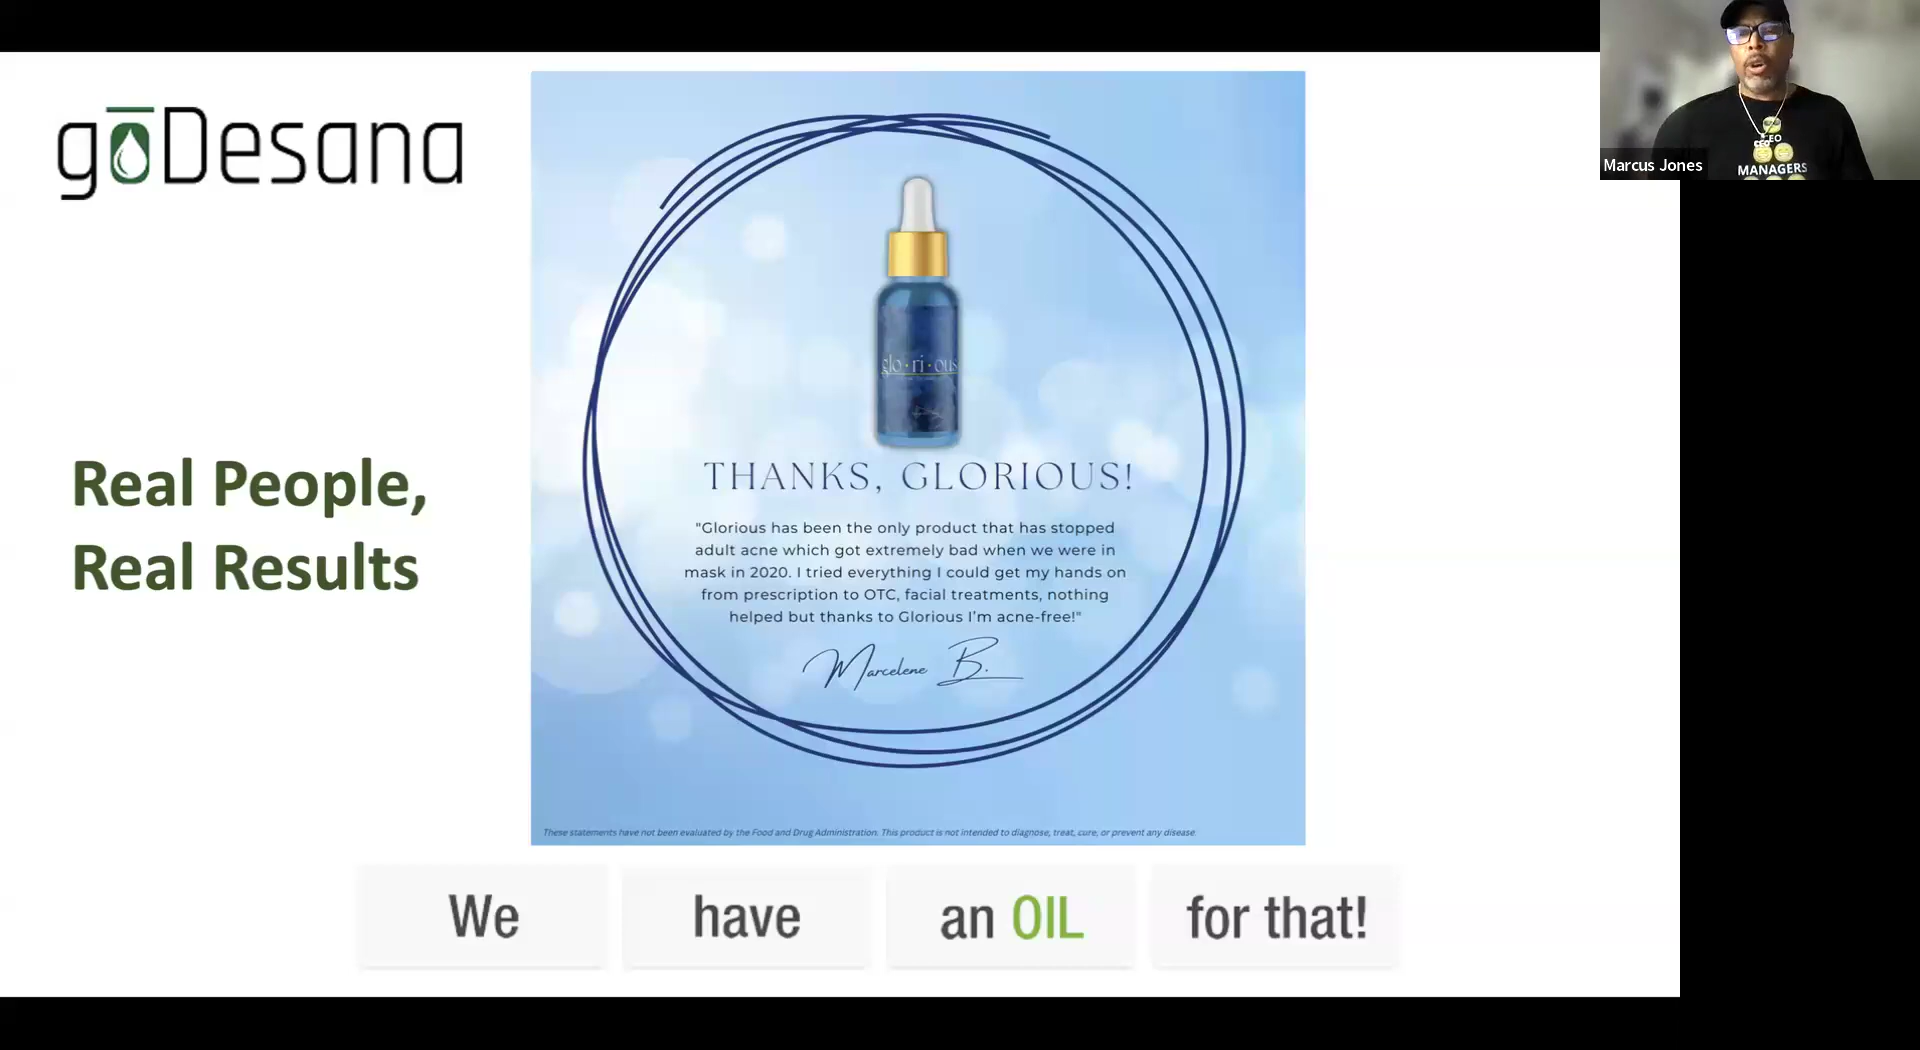 gōDesana
Marcus Jones
CEO
MANAGERS
Real People,
Real Results
glo·ri·ous
THANKS, GLORIOUS!
"Glorious has been the only product that has stopped
adult acne which got extremely bad when we were in
mask in 2020. I tried everything I could get my hands on
from prescription to OTC, facial treatments, nothing
helped but thanks to Glorious I'm acne-free!"
Marcelene B.
These statements have not been evaluated by the Food and Drug Administration. This product is not intended to diagnose, treat, cure, or prevent any disease.
We have an OIL for that!